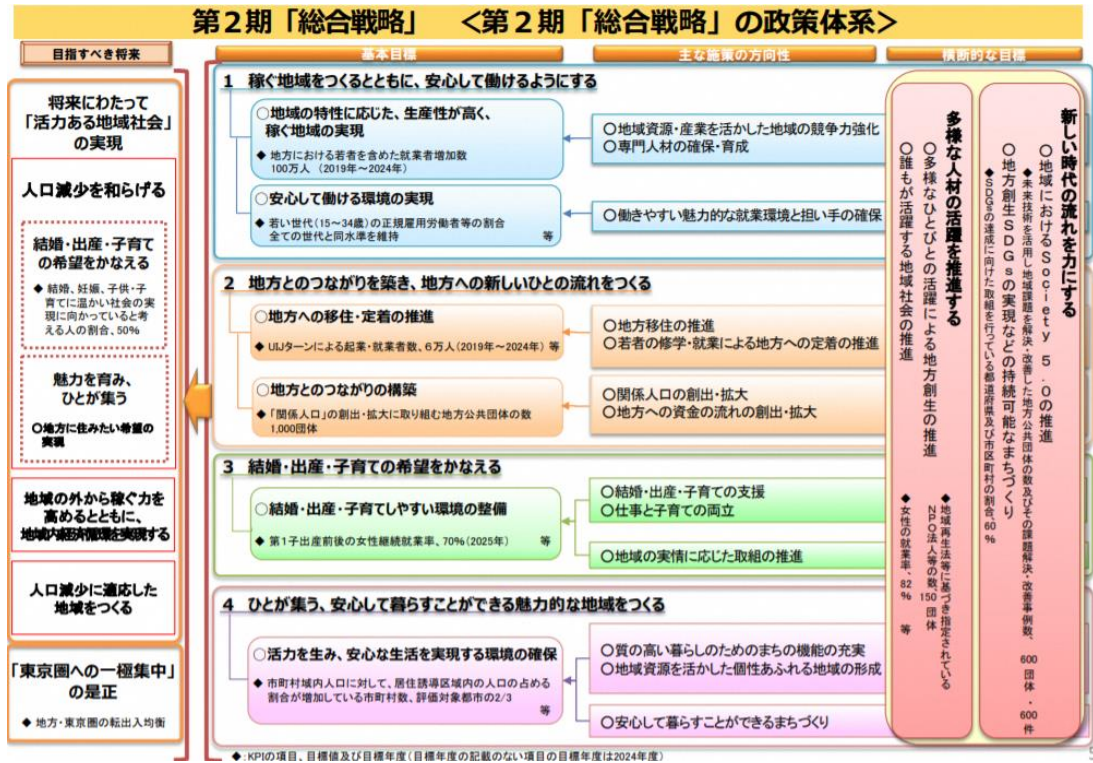 第2期「総合戦略」　＜第2期「総合戦略」の政策体系＞
目指すべき将来
将来にわたって
「活力ある地域社会」
の実現
人口減少を和らげる
結婚・出産・子育て
の希望をかなえる
◆ 結婚、妊娠、子供・子
育てに温かい社会の実
現に向かっていると考
える人の割合、50%
魅力を育み、
ひとが集う
○地方に住みたい希望の
実現
地域の外から稼ぐ力を
高めるとともに、
地域内経済循環を実現する
人口減少に適応した
地域をつくる
「東京圏への一極集中」
の是正
◆ 地方・東京圏の転出入均衡
基本目標
主な施策の方向性
横断的な目標
1　稼ぐ地域をつくるとともに、安心して働けるようにする
○地域の特性に応じた、生産性が高く、
稼ぐ地域の実現
◆ 地方における若者を含めた就業者増加数
100万人 （2019年～2024年）
○地域資源・産業を活かした地域の競争力強化
○専門人材の確保・育成
○安心して働ける環境の実現
◆ 若い世代（15～34歳）の正規雇用労働者等の割合
全ての世代と同水準を維持　等
○働きやすい魅力的な就業環境と担い手の確保
2　地方とのつながりを築き、地方への新しいひとの流れをつくる
○地方への移住・定着の推進
◆ UIJターンによる起業・就業者数、6万人（2019年～2024年） 等
○地方移住の推進
○若者の修学・就業による地方への定着の推進
○地方とのつながりの構築
◆ 「関係人口」の創出・拡大に取り組む地方公共団体の数
1,000団体
○関係人口の創出・拡大
○地方への資金の流れの創出・拡大
3　結婚・出産・子育ての希望をかなえる
○結婚・出産・子育てしやすい環境の整備
◆ 第1子出産前後の女性継続就業率、70%（2025年）　等
○結婚・出産・子育ての支援
○仕事と子育ての両立
○地域の実情に応じた取組の推進
4　ひとが集う、安心して暮らすことができる魅力的な地域をつくる
○活力を生み、安心な生活を実現する環境の確保
◆ 市町村域内人口に対して、居住誘導区域内の人口の占める
割合が増加している市町村数、評価対象都市の2/3
等
○質の高い暮らしのためのまちの機能の充実
○地域資源を活かした個性あふれる地域の形成
○安心して暮らすことができるまちづくり
新しい時代の流れを力にする
○地域におけるSociety 5.0の推進
◆未来技術を活用し地域課題を解決・改善した地方公共団体の数及びその課題解決・改善事例数、600団体・600件
○地方創生SDGsの実現などの持続可能なまちづくり
◆SDGsの達成に向けた取組を行っている都道府県及び市区町村の割合、60%
多様な人材の活躍を推進する
○多様なひとびとの活躍による地方創生の推進
◆地域再生法等に基づき指定されている
NPO法人等の数 150団体
○誰もが活躍する地域社会の推進
◆女性の就業率、82% 等
◆：KPIの項目、目標値及び目標年度（目標年度の記載のない項目の目標年度は2024年度）